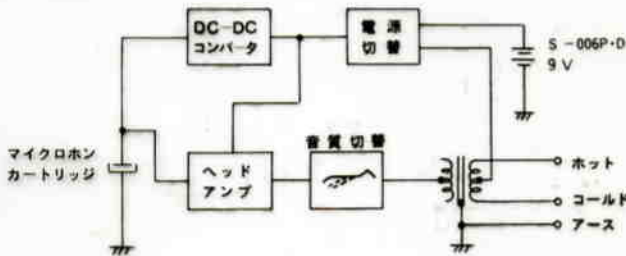 DC-DC
コンバータ
電源
切替
S-006P・D
9V
マイクロホン
カートリッジ
ヘッド
アンプ
音質切替
ホット
コールド
アース